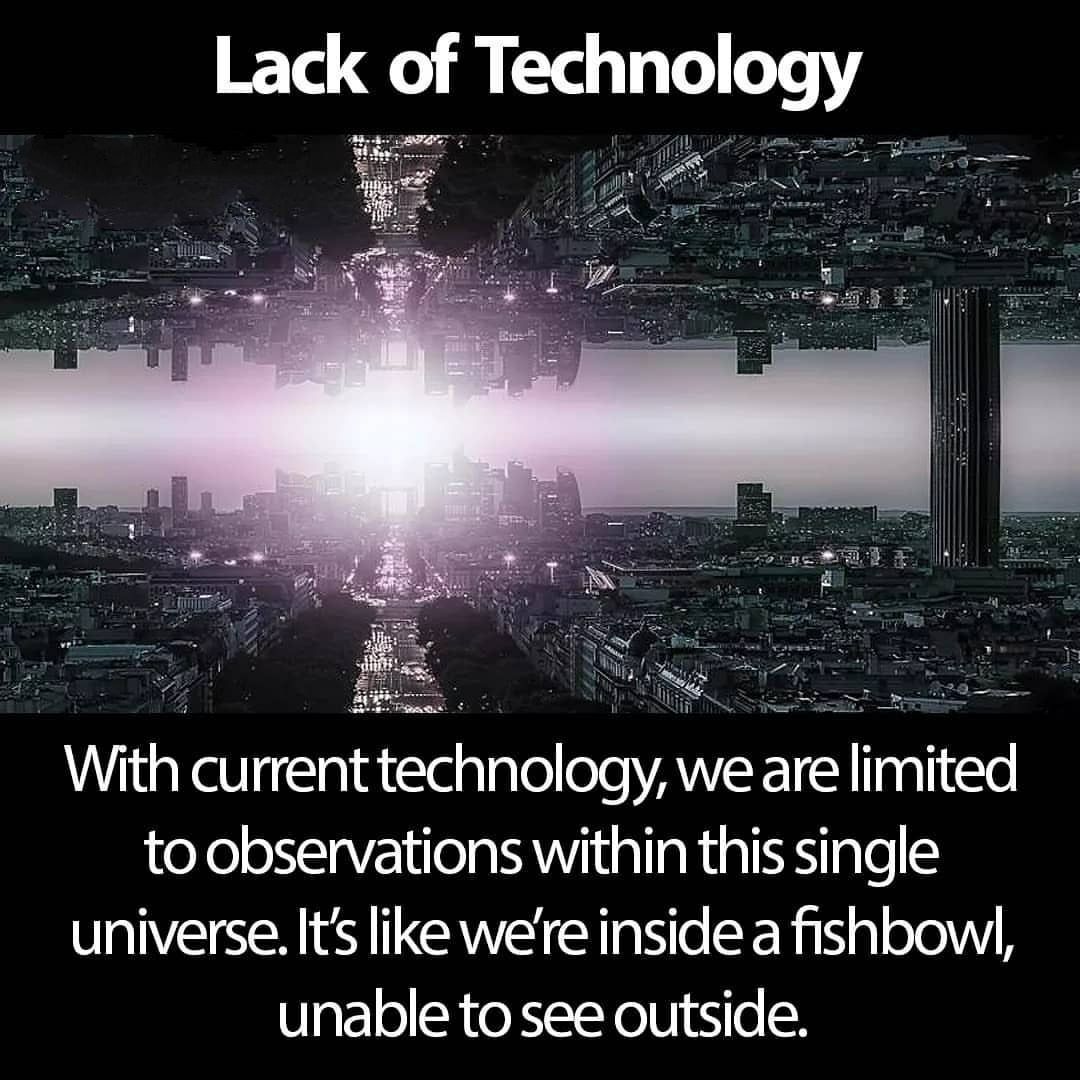 Lack of Technology
With current technology, we are limited
to observations within this single
universe. It’s like we’re inside a fishbowl,
unable to see outside.